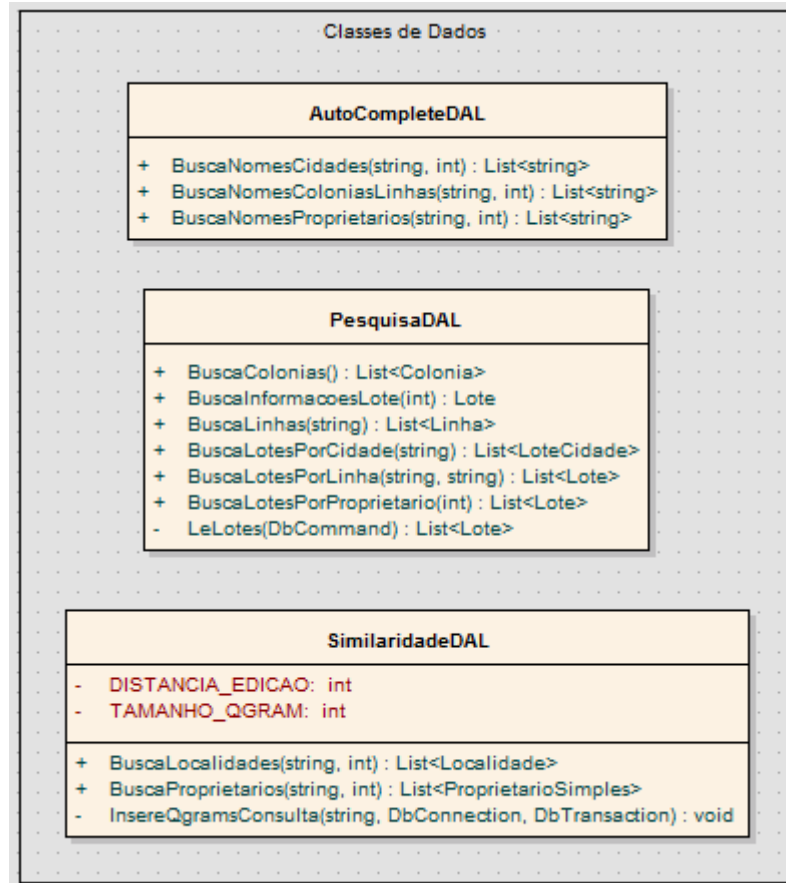 Classes de Dados
AutoCompleteDAL
+ BuscaNomesCidades(string, int) : List<string>
+ BuscaNomesColoniasLinhas(string, int) : List<string>
+ BuscaNomesProprietarios(string, int) : List<string>
PesquisaDAL
+ BuscaColonias() : List<Colonia>
+ BuscaInformacoesLote(int) : Lote
+ BuscaLinhas(string) : List<Linha>
+ BuscaLotesPorCidade(string) : List<LoteCidade>
+ BuscaLotesPorLinha(string, string) : List<Lote>
+ BuscaLotesPorProprietario(int) : List<Lote>
- LeLotes(DbCommand) : List<Lote>
SimilaridadeDAL
- DISTANCIA_EDICAO: int
- TAMANHO_QGRAM: int
+ BuscaLocalidades(string, int) : List<Localidade>
+ BuscaProprietarios(string, int) : List<ProprietarioSimples>
- InsereQgramsConsulta(string, DbConnection, DbTransaction) : void